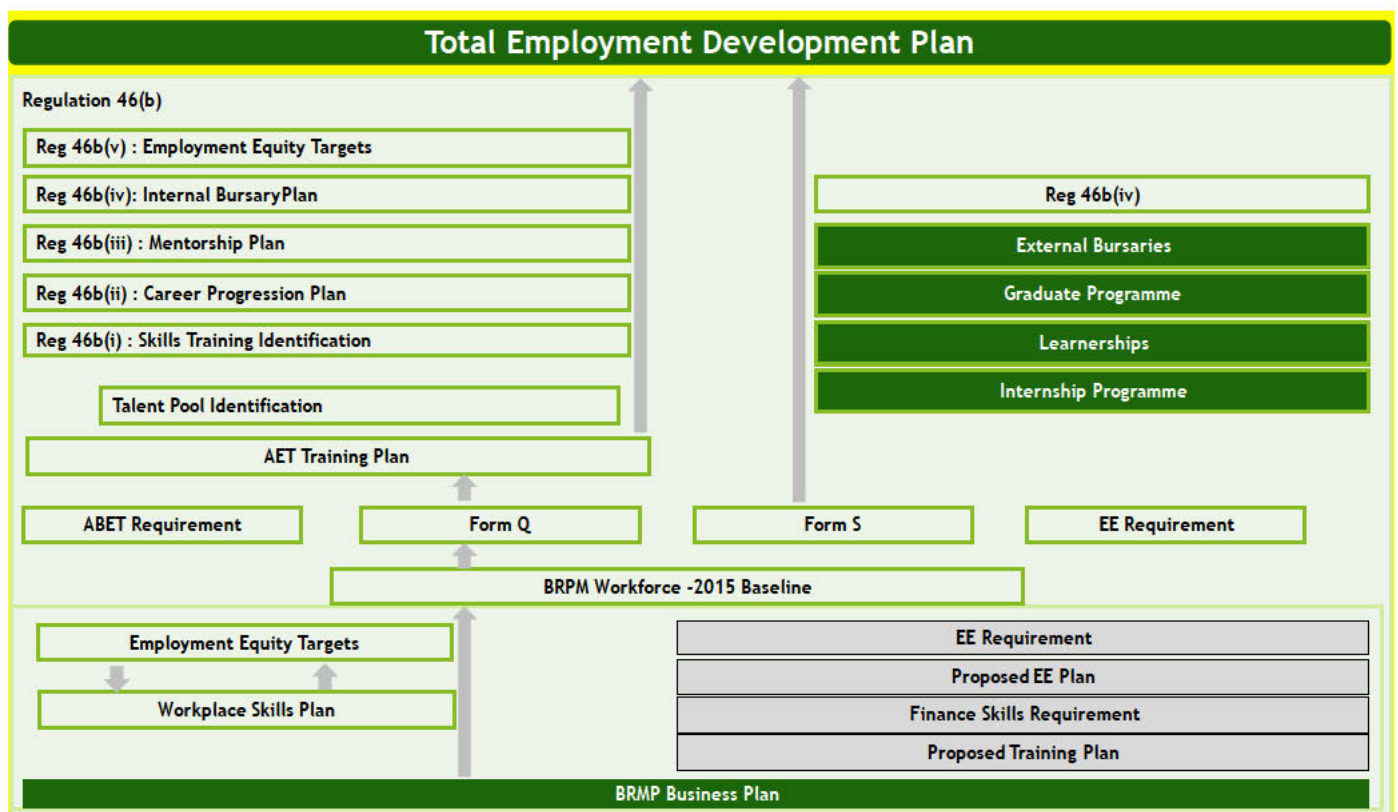 Total Employment Development Plan
Regulation 46(b)
Reg 46b(v) : Employment Equity Targets
Reg 46b(iv): Internal BursaryPlan
Reg 46b(iii) : Mentorship Plan
Reg 46b(ii) : Career Progression Plan
Reg 46b(i) : Skills Training Identification
Talent Pool Identification
AET Training Plan
Reg 46b(iv)
External Bursaries
Graduate Programme
Learnerships
Internship Programme
ABET Requirement
Form Q
Form S
EE Requirement
BRPM Workforce -2015 Baseline
Employment Equity Targets
Workplace Skills Plan
EE Requirement
Proposed EE Plan
Finance Skills Requirement
Proposed Training Plan
BRMP Business Plan